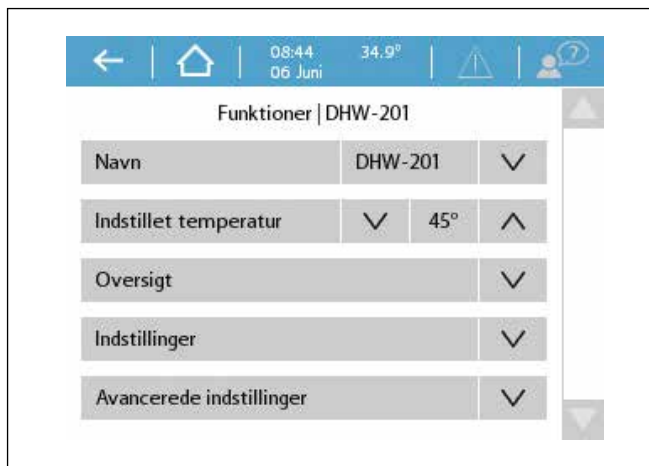 08:44 34.9°
06 Juni
?
Funktioner | DHW-201
Navn DHW-201
Indstillet temperatur 45°
Oversigt
Indstillinger
Avancerede indstillinger